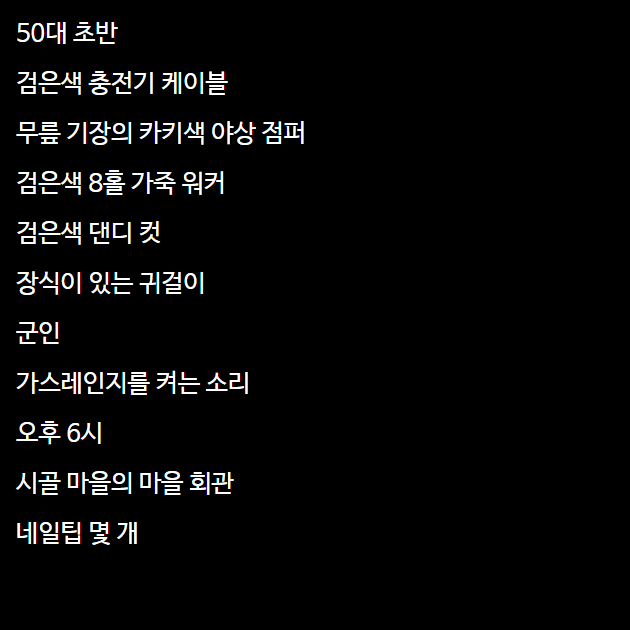 50대 초반
검은색 충전기 케이블
무릎 기장의 카키색 야상 점퍼
검은색 8홀 가죽 워커
검은색 댄디 컷
장식이 있는 귀걸이
군인
가스레인지를 켜는 소리
오후 6시
시골 마을의 마을 회관
네일팁 몇 개